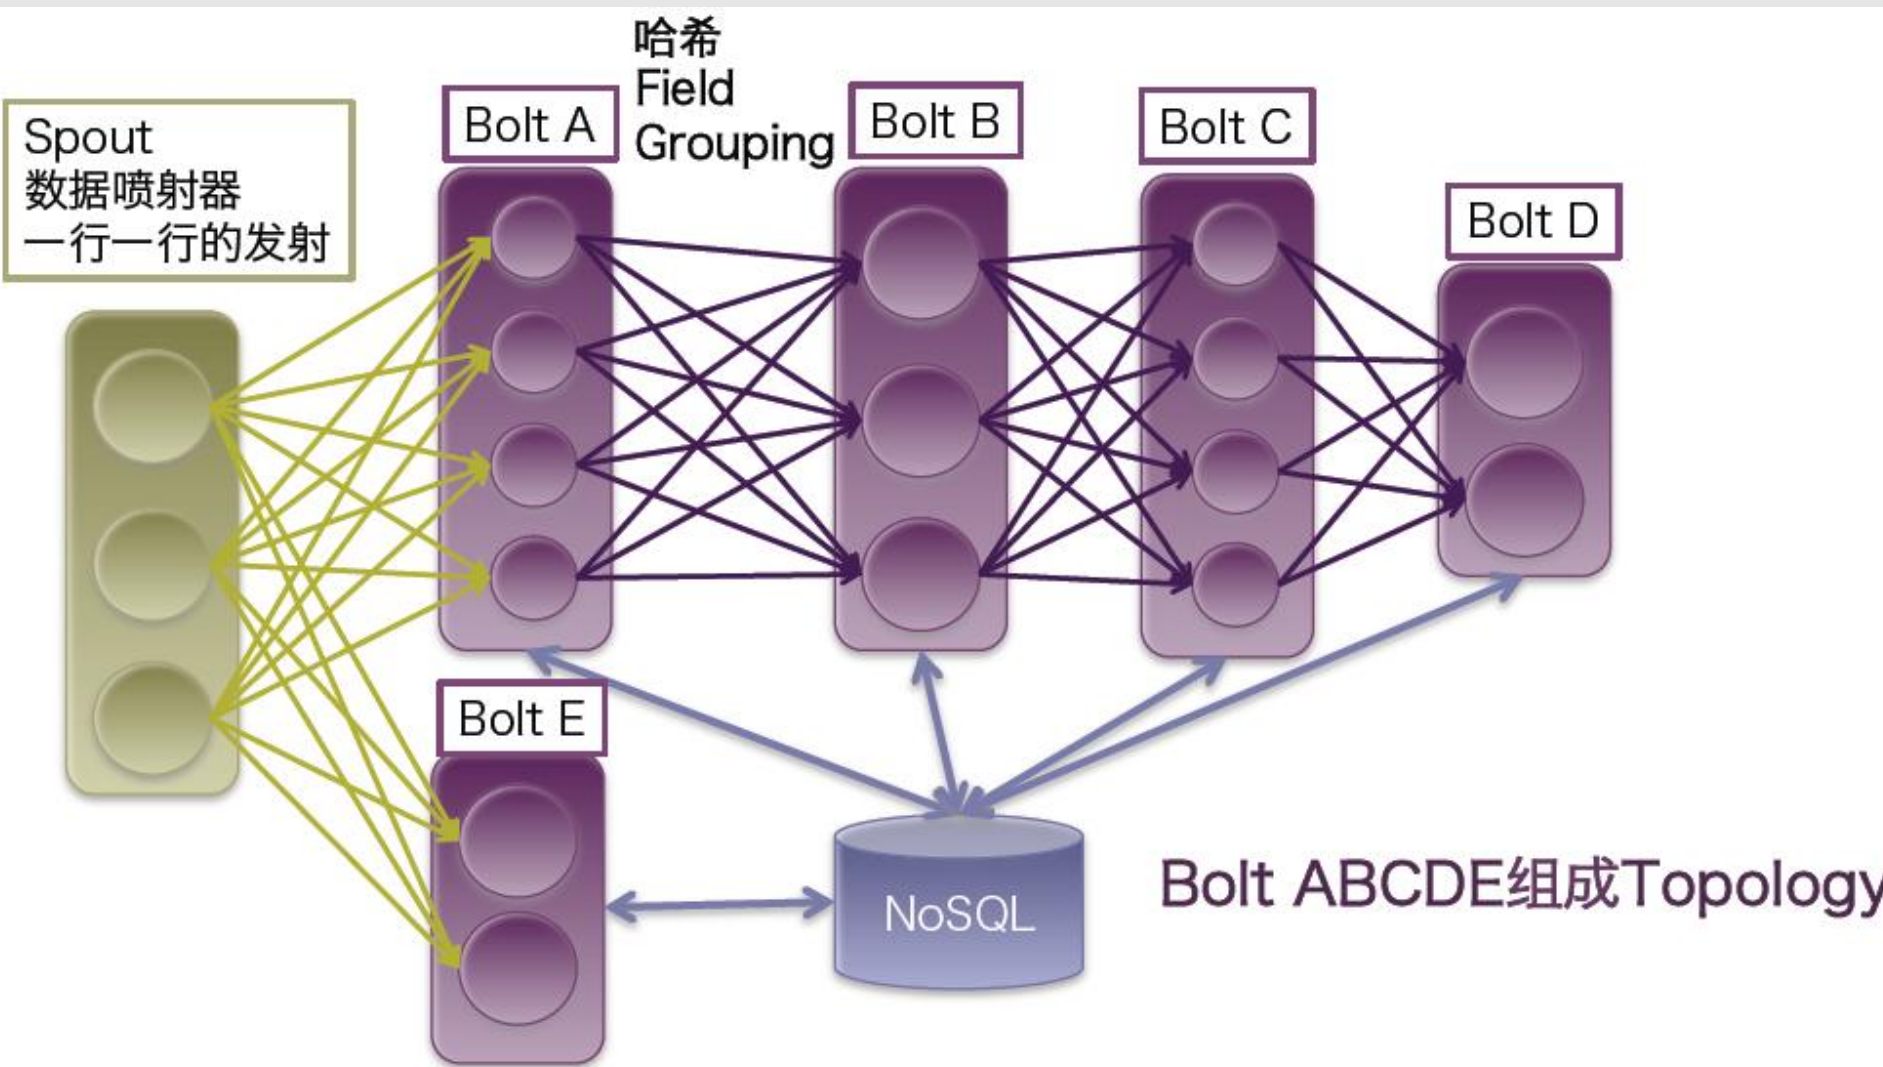 Spout
数据喷射器
一行一行的发射
Bolt A
哈希
Field
Grouping
Bolt B
Bolt C
Bolt D
Bolt E
NoSQL
Bolt ABCDE组成Topology